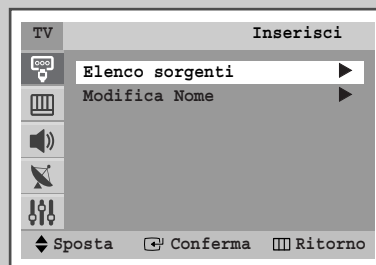 TV Inserisci
Elenco sorgenti
Modifica Nome
Sposta Conferma Ritorno